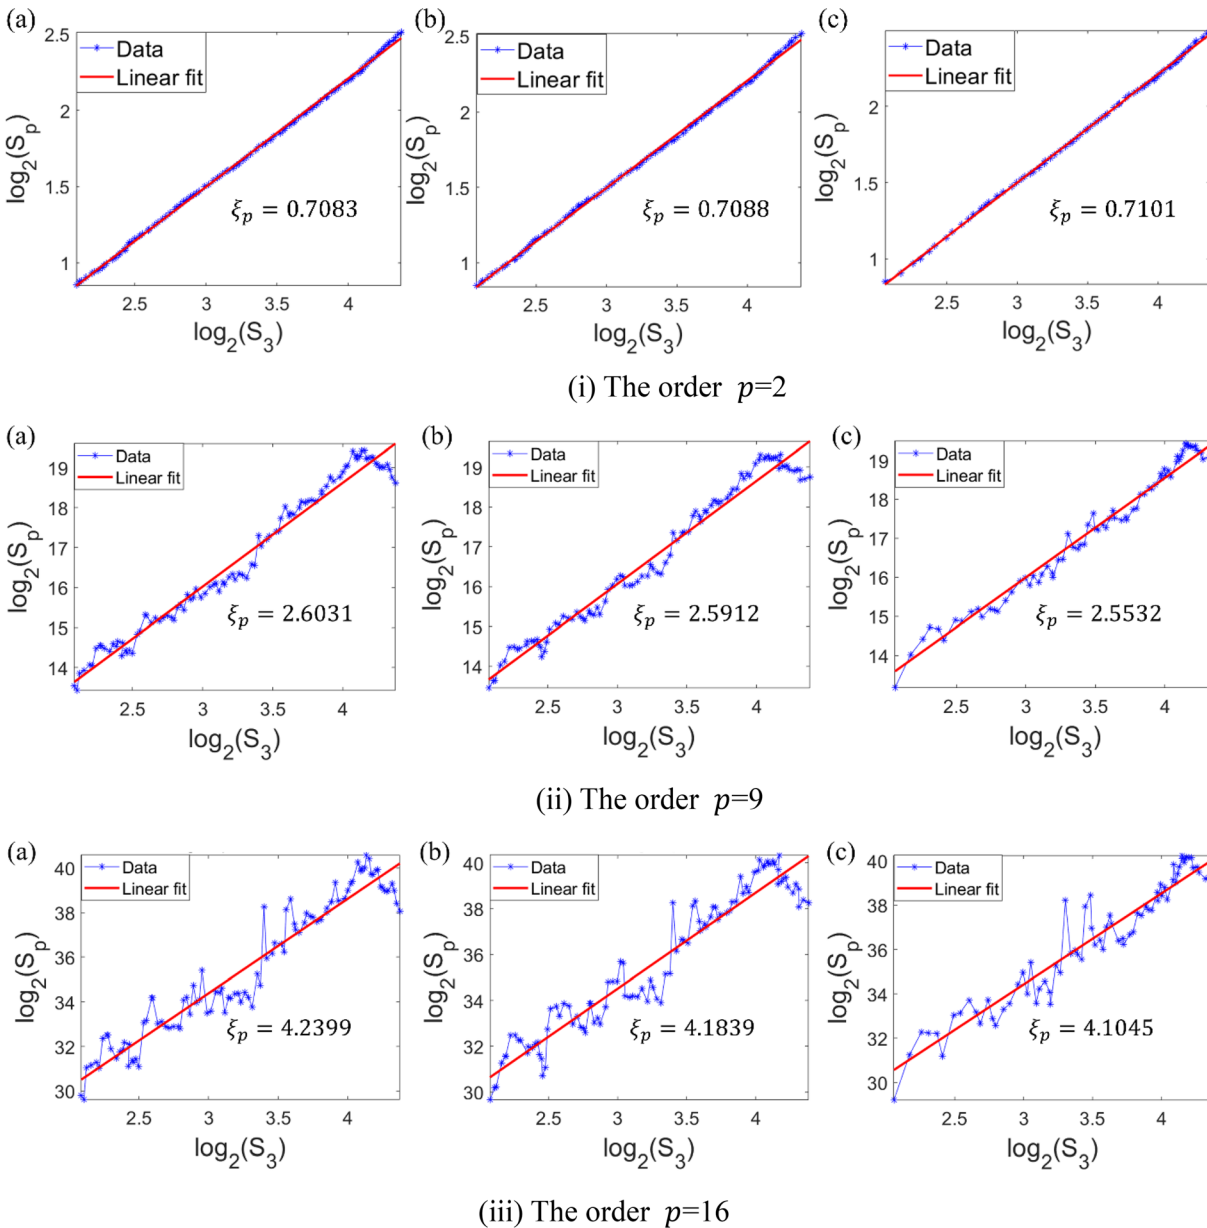 (a) (b) (c)
2.5
2
1.5
1
log2(Sp)
Data
Linear fit
ξp = 0.7083
2.5 3 3.5 4
log2(S3)
2.5
2
1.5
1
log2(Sp)
Data
Linear fit
ξp = 0.7088
2.5 3 3.5 4
log2(S3)
2
1.5
1
log2(Sp)
Data
Linear fit
ξp = 0.7101
2.5 3 3.5 4
log2(S3)
(i) The order p=2
(a) (b) (c)
19
18
17
16
15
14
log2(Sp)
Data
Linear fit
ξp = 2.6031
2.5 3 3.5 4
log2(S3)
19
18
17
16
15
14
log2(Sp)
Data
Linear fit
ξp = 2.5912
2.5 3 3.5 4
log2(S3)
19
18
17
16
15
14
log2(Sp)
Data
Linear fit
ξp = 2.5532
2.5 3 3.5 4
log2(S3)
(ii) The order p=9
(a) (b) (c)
40
38
36
34
32
30
log2(Sp)
Data
Linear fit
ξp = 4.2399
2.5 3 3.5 4
log2(S3)
40
38
36
34
32
30
log2(Sp)
Data
Linear fit
ξp = 4.1839
2.5 3 3.5 4
log2(S3)
40
38
36
34
32
30
log2(Sp)
Data
Linear fit
ξp = 4.1045
2.5 3 3.5 4
log2(S3)
(iii) The order p=16